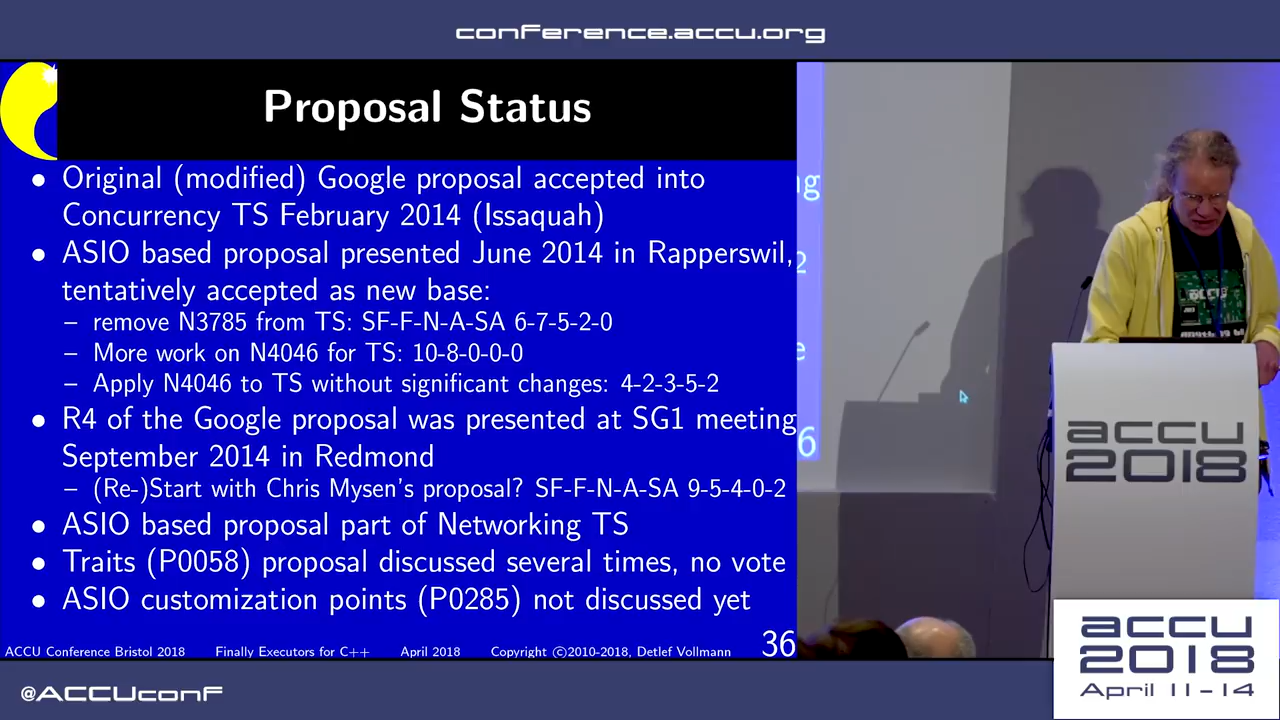 conference.accu.org
Proposal Status
• Original (modified) Google proposal accepted into
Concurrency TS February 2014 (Issaquah)
• ASIO based proposal presented June 2014 in Rapperswil,
tentatively accepted as new base:
– remove N3785 from TS: SF-F-N-A-SA 6-7-5-2-0
– More work on N4046 for TS: 10-8-0-0-0
– Apply N4046 to TS without significant changes: 4-2-3-5-2
• R4 of the Google proposal was presented at SG1 meeting
September 2014 in Redmond
– (Re-)Start with Chris Mysen's proposal? SF-F-N-A-SA 9-5-4-0-2
• ASIO based proposal part of Networking TS
• Traits (P0058) proposal discussed several times, no vote
• ASIO customization points (P0285) not discussed yet
ACCU Conference Bristol 2018 Finally Executors for C++ April 2018 Copyright ©2010-2018, Detlef Vollmann 36
ng
2
e
6
accu
accu
2018
accu
2018
April 11-14
@ACCUconf